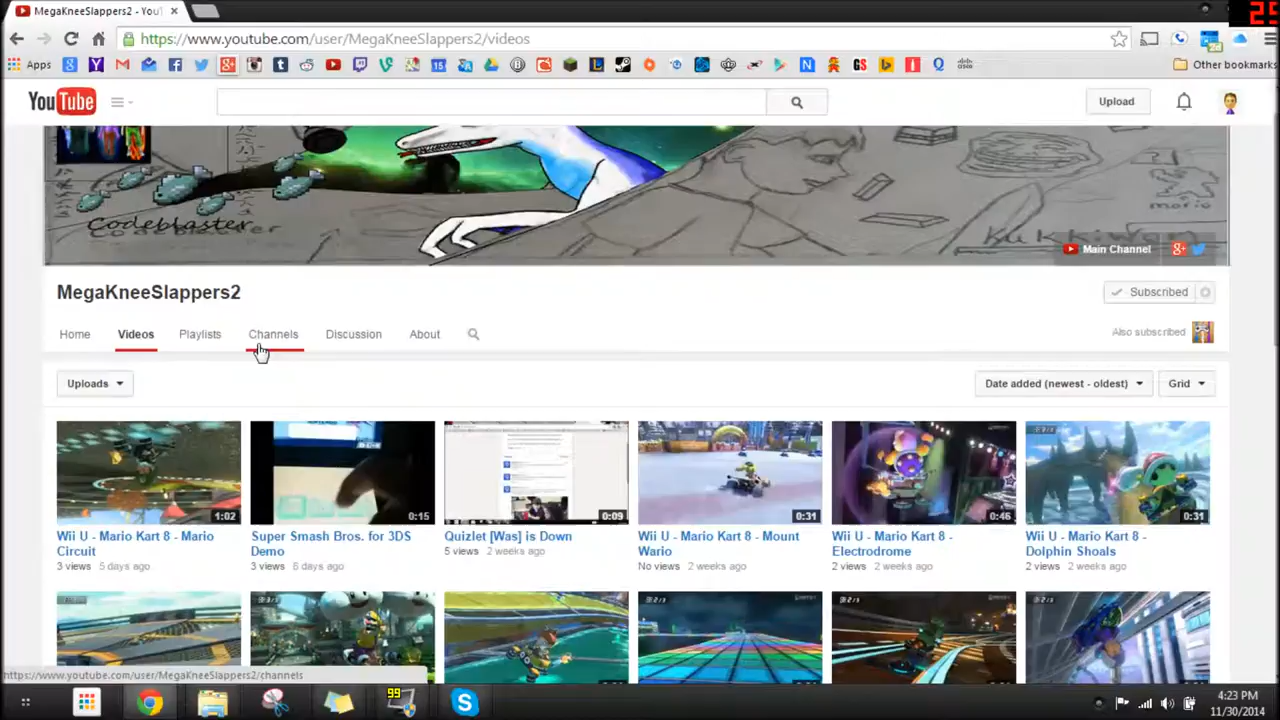 MegaKneeSlappers2 - YouT
25
https://www.youtube.com/user/MegaKneeSlappers2/videos
Apps
Other bookmarks
YouTube
Upload
Codeblaster
mario
Main Channel
MegaKneeSlappers2
Subscribed
Home Videos Playlists Channels Discussion About
Also subscribed
Uploads
Date added (newest - oldest) Grid
1:02 0:15 0:09 0:31 0:46 0:31
Wii U - Mario Kart 8 - Mario Circuit
3 views 5 days ago
Super Smash Bros. for 3DS Demo
3 views 6 days ago
Quizlet [Was] is Down
5 views 2 weeks ago
Wii U - Mario Kart 8 - Mount Wario
No views 2 weeks ago
Wii U - Mario Kart 8 - Electrodrome
2 views 2 weeks ago
Wii U - Mario Kart 8 - Dolphin Shoals
2 views 2 weeks ago
https://www.youtube.com/user/MegaKneeSlappers2/channels
99
4:23 PM
11/30/2014